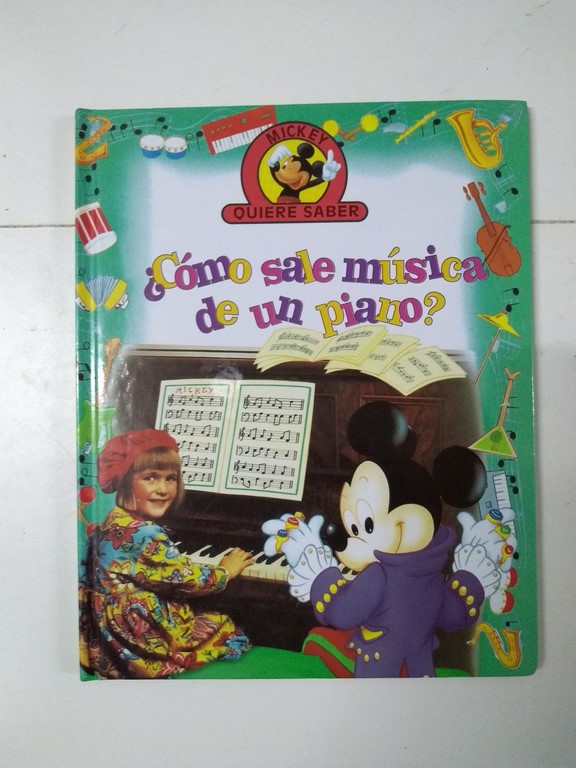 MICKEY
QUIERE SABER
¿Cómo sale música
de un piano?
MICKEY